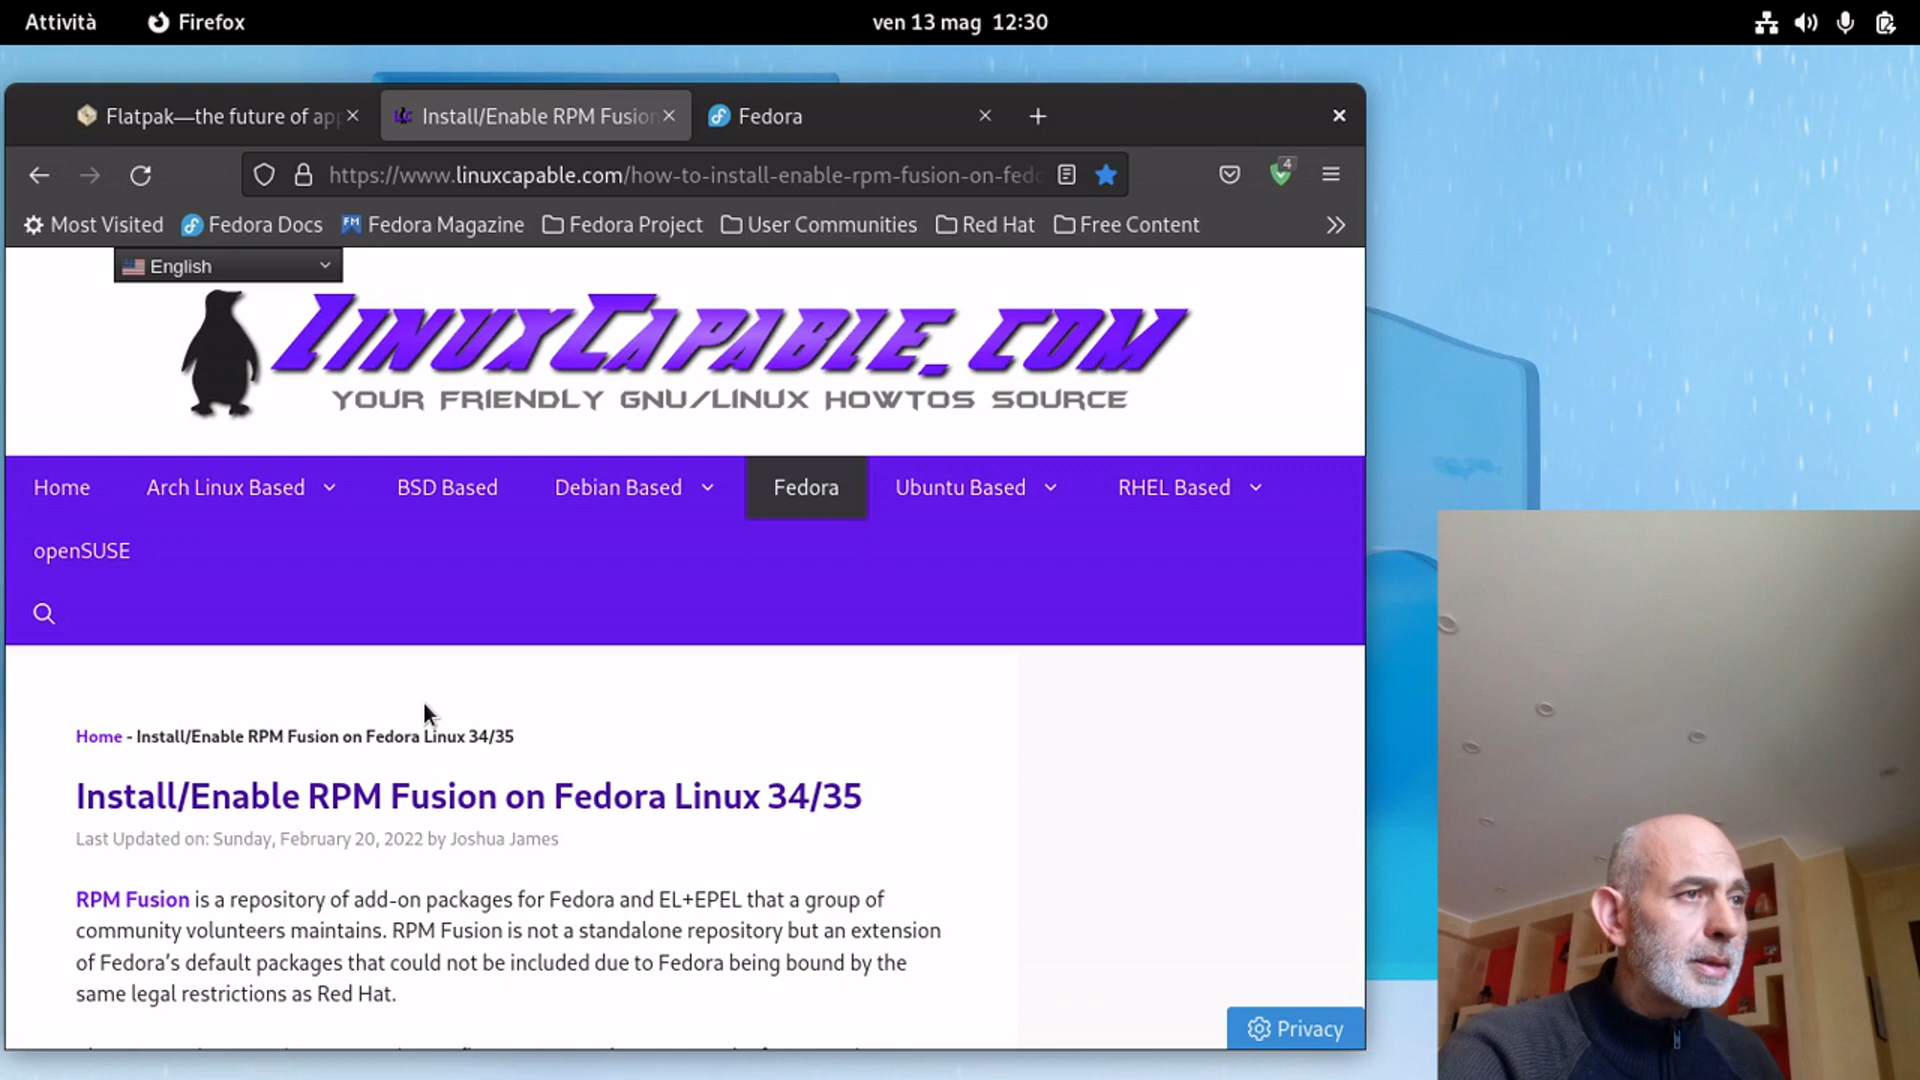 Attività Firefox ven 13 mag 12:30
Flatpak—the future of ap Install/Enable RPM Fusion Fedora
https://www.linuxcapable.com/how-to-install-enable-rpm-fusion-on-fedo 4
Most Visited Fedora Docs FM Fedora Magazine Fedora Project User Communities Red Hat Free Content
English
LinuxCapable.com
YOUR FRIENDLY GNU/LINUX HOWTOS SOURCE
Home Arch Linux Based BSD Based Debian Based Fedora Ubuntu Based RHEL Based
openSUSE
Home - Install/Enable RPM Fusion on Fedora Linux 34/35
Install/Enable RPM Fusion on Fedora Linux 34/35
Last Updated on: Sunday, February 20, 2022 by Joshua James
RPM Fusion is a repository of add-on packages for Fedora and EL+EPEL that a group of
community volunteers maintains. RPM Fusion is not a standalone repository but an extension
of Fedora’s default packages that could not be included due to Fedora being bound by the
same legal restrictions as Red Hat.
Privacy